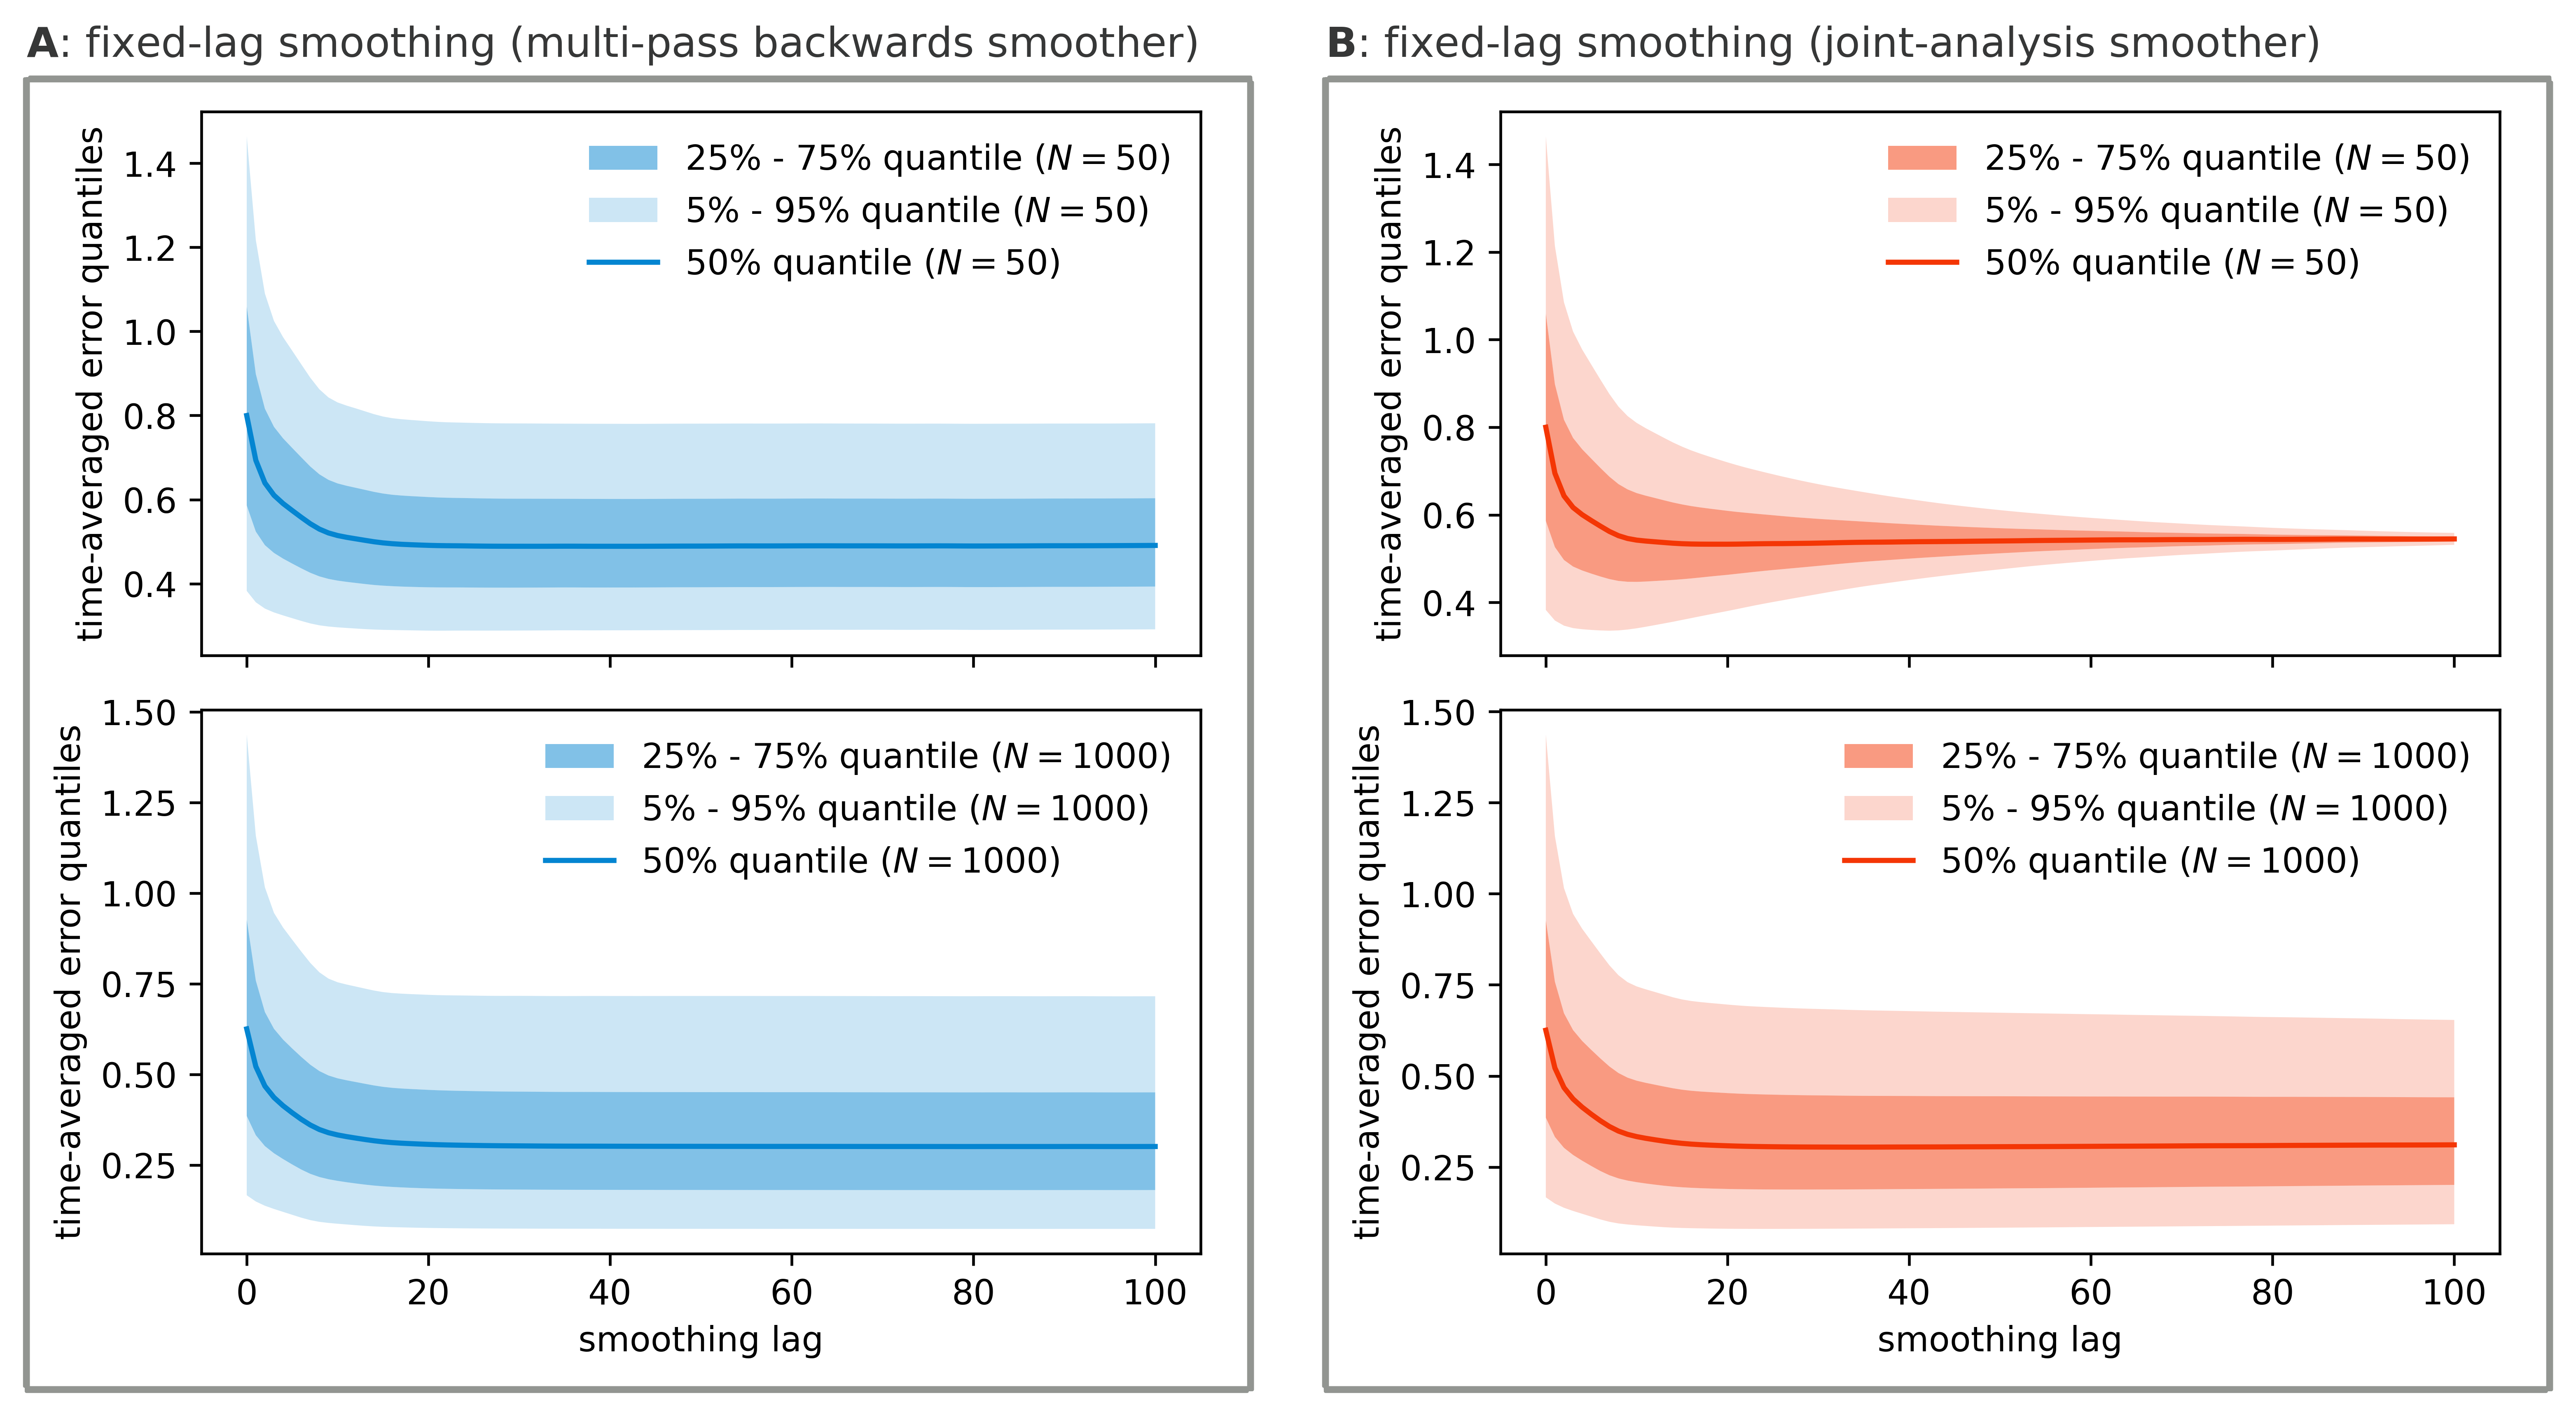 A: fixed-lag smoothing (multi-pass backwards smoother)
time-averaged error quantiles
1.4
1.2
1.0
0.8
0.6
0.4
25% - 75% quantile (N = 50)
5% - 95% quantile (N = 50)
50% quantile (N = 50)
time-averaged error quantiles
1.50
1.25
1.00
0.75
0.50
0.25
25% - 75% quantile (N = 1000)
5% - 95% quantile (N = 1000)
50% quantile (N = 1000)
0 20 40 60 80 100
smoothing lag
B: fixed-lag smoothing (joint-analysis smoother)
time-averaged error quantiles
1.4
1.2
1.0
0.8
0.6
0.4
25% - 75% quantile (N = 50)
5% - 95% quantile (N = 50)
50% quantile (N = 50)
time-averaged error quantiles
1.50
1.25
1.00
0.75
0.50
0.25
25% - 75% quantile (N = 1000)
5% - 95% quantile (N = 1000)
50% quantile (N = 1000)
0 20 40 60 80 100
smoothing lag